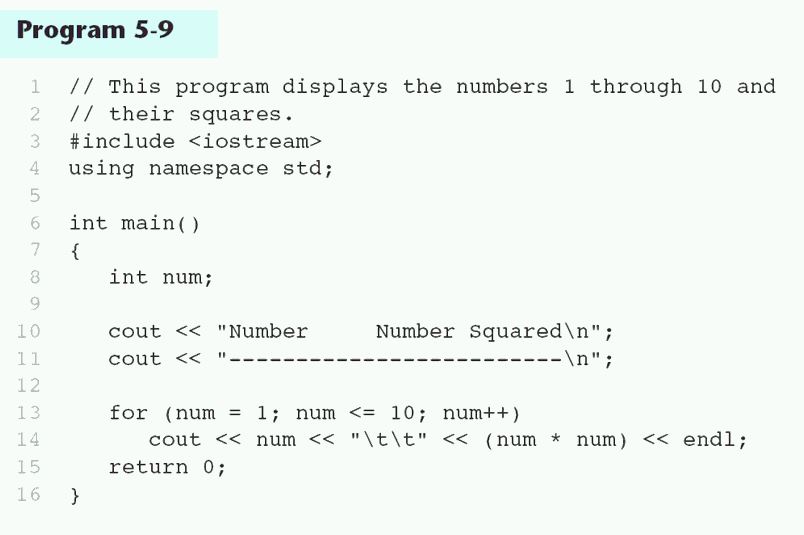 Program 5-9
1 // This program displays the numbers 1 through 10 and
2 // their squares.
3 #include <iostream>
4 using namespace std;
5
6 int main()
7 {
8    int num;
9
10    cout << "Number     Number Squared\n";
11    cout << "-------------------------\n";
12
13    for (num = 1; num <= 10; num++)
14       cout << num << "\t\t" << (num * num) << endl;
15    return 0;
16 }